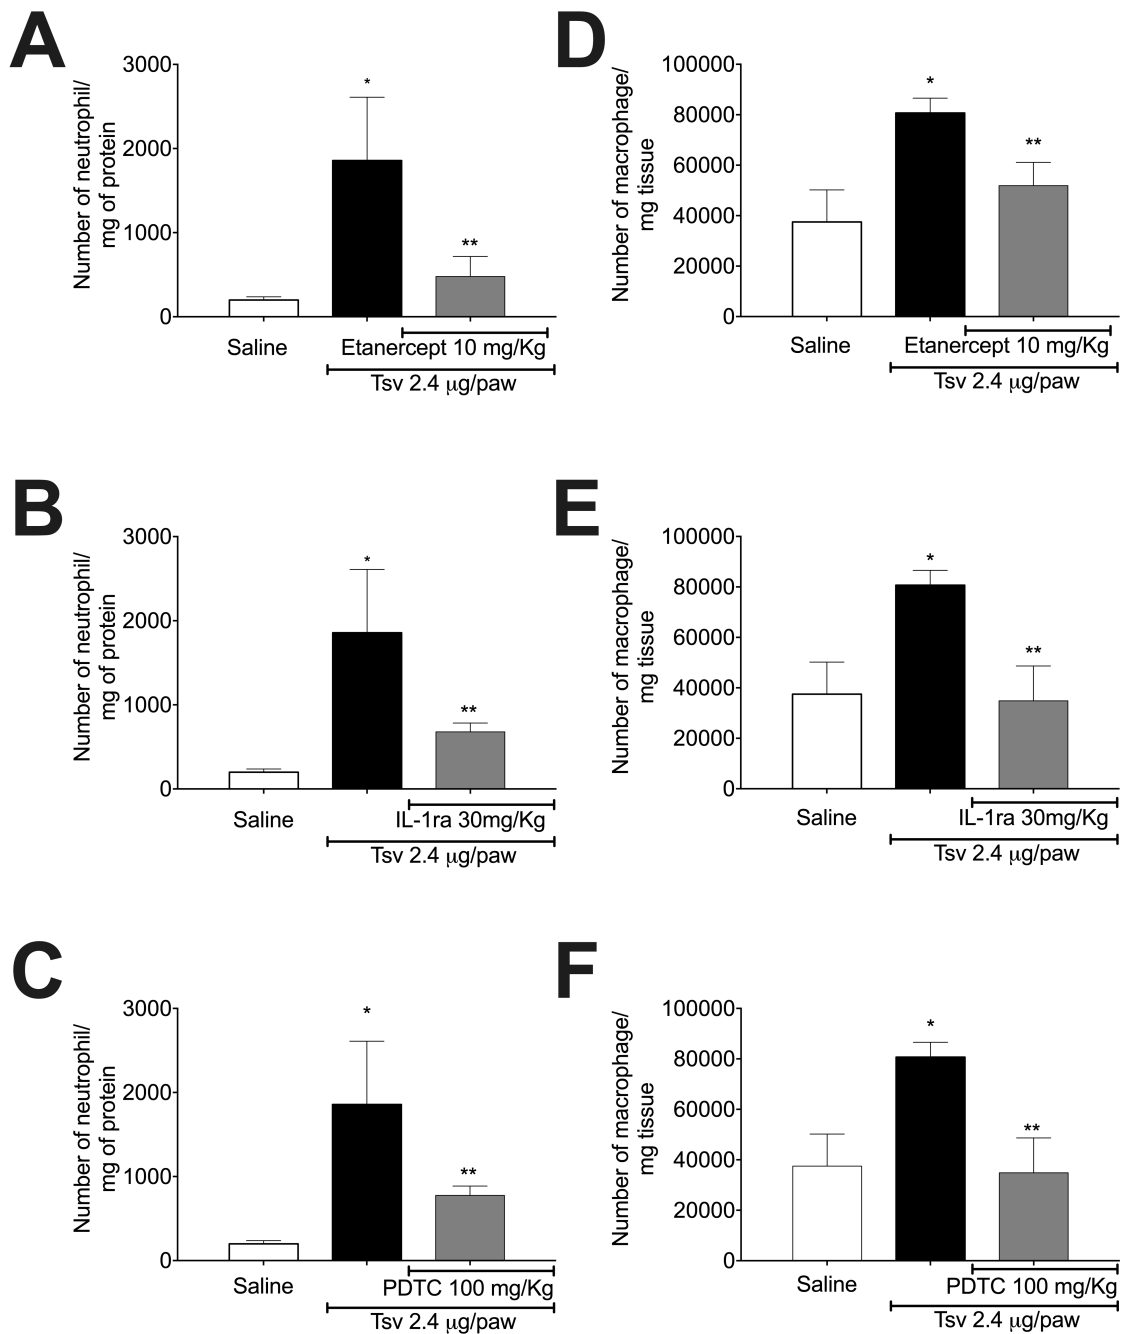 A
Number of neutrophil/
mg of protein
3000
2000
1000
0
*
**
Saline
Etanercept 10 mg/Kg
Tsv 2.4 μg/paw
D
Number of macrophage/
mg tissue
100000
80000
60000
40000
20000
0
*
**
Saline
Etanercept 10 mg/Kg
Tsv 2.4 μg/paw
B
Number of neutrophil/
mg of protein
3000
2000
1000
0
*
**
Saline
IL-1ra 30mg/Kg
Tsv 2.4 μg/paw
E
Number of macrophage/
mg tissue
100000
80000
60000
40000
20000
0
*
**
Saline
IL-1ra 30mg/Kg
Tsv 2.4 μg/paw
C
Number of neutrophil/
mg of protein
3000
2000
1000
0
*
**
Saline
PDTC 100 mg/Kg
Tsv 2.4 μg/paw
F
Number of macrophage/
mg tissue
100000
80000
60000
40000
20000
0
*
**
Saline
PDTC 100 mg/Kg
Tsv 2.4 μg/paw